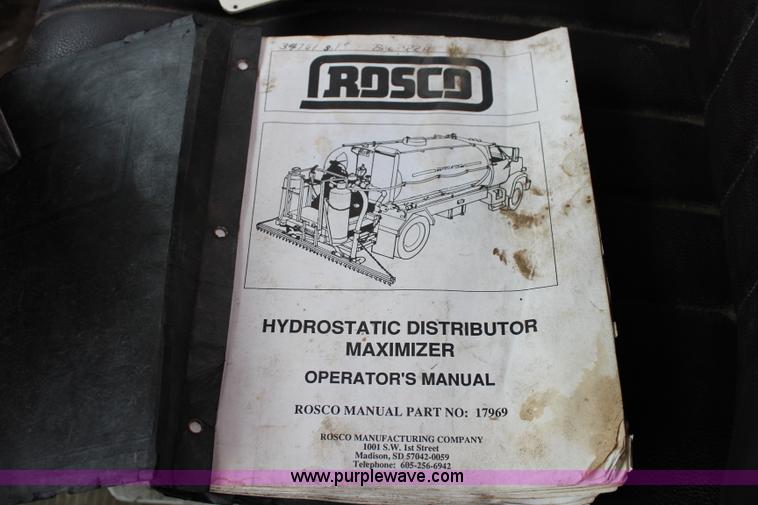 ROSCO
HYDROSTATIC DISTRIBUTOR
MAXIMIZER
OPERATOR'S MANUAL
ROSCO MANUAL PART NO: 17969
ROSCO MANUFACTURING COMPANY
1001 S.W. 1st Street
Madison, SD 57042-0059
Telephone: 605-256-6942
www.purplewave.com